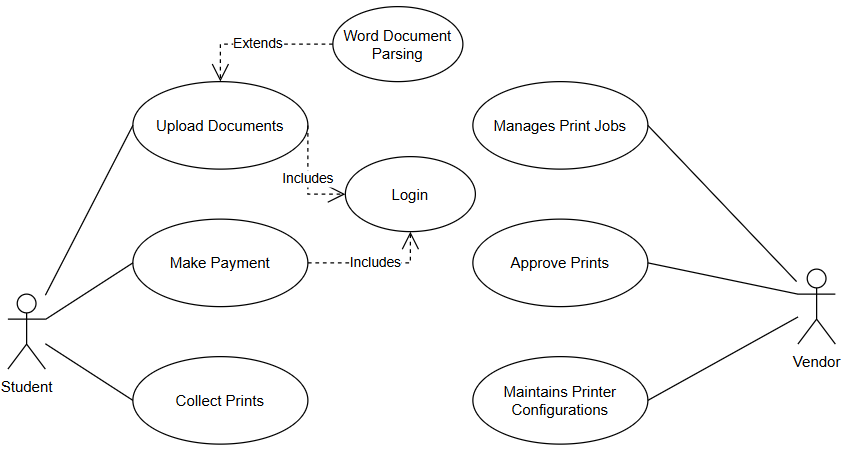 Word Document
Parsing
Extends
Upload Documents
Manages Print Jobs
Includes
Login
Make Payment
Includes
Approve Prints
Student
Vendor
Collect Prints
Maintains Printer
Configurations